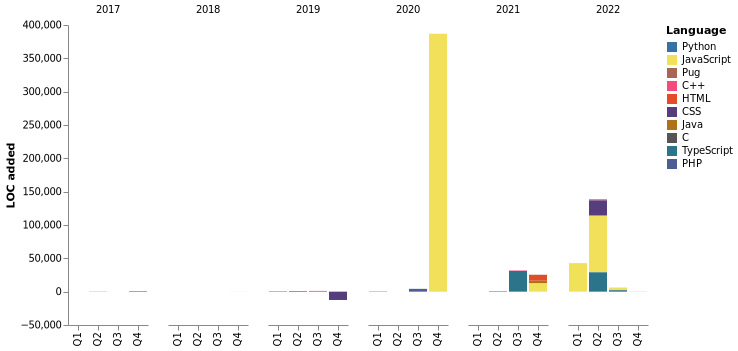 2017 2018 2019 2020 2021 2022
400,000
350,000
300,000
250,000
200,000
150,000
100,000
50,000
0
−50,000
LOC added
Q1 Q2 Q3 Q4 Q1 Q2 Q3 Q4 Q1 Q2 Q3 Q4 Q1 Q2 Q3 Q4 Q1 Q2 Q3 Q4 Q1 Q2 Q3 Q4
Language
Python
JavaScript
Pug
C++
HTML
CSS
Java
C
TypeScript
PHP